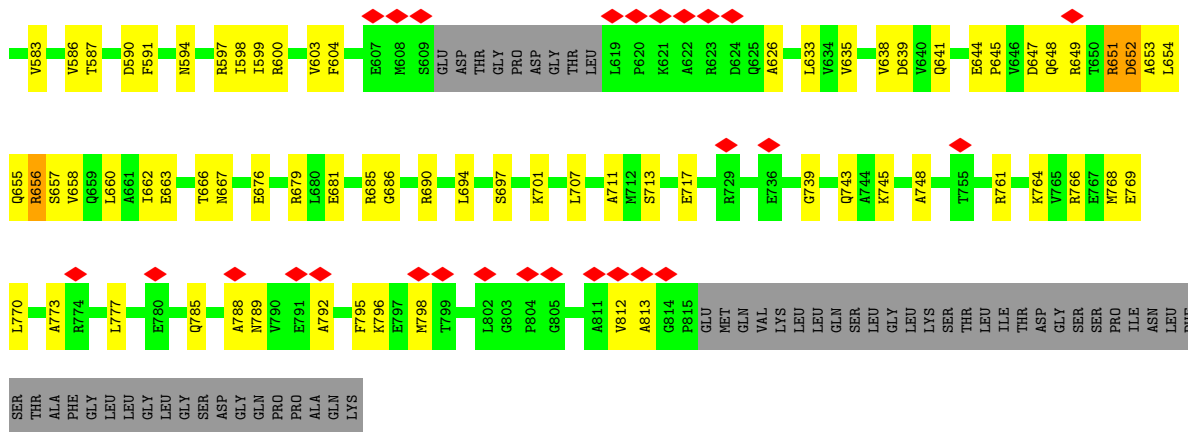 V583 V586 T587 D590 F591 N594 R597 I598 I599 R600 V603 F604 E607 M608 S609 GLU ASP THR GLY PRO ASP GLY THR LEU L619 P620 K621 A622 R623 D624 Q625 A626 L633 V634 V635 V638 D639 V640 Q641 E644 P645 V646 D647 Q648 R649 T650 R651 D652 A653 L654
Q655 R656 S657 V658 Q659 L660 A661 I662 E663 T666 N667 E676 R679 L680 E681 R685 G686 R690 L694 S697 K701 L707 A711 M712 S713 E717 R729 E736 G739 Q743 A744 K745 A748 T755 R761 K764 V765 R766 E767 M768 E769
L770 A773 R774 L777 E780 Q785 A788 N789 V790 E791 A792 F795 K796 E797 M798 T799 L802 G803 P804 G805 A811 V812 A813 G814 P815 GLU MET GLN VAL LYS LEU LEU GLN SER LEU GLY LEU LYS SER THR LEU ILE THR ASP GLY SER SER PRO ILE ASN LEU PHE
SER THR ALA PHE GLY LEU LEU GLY LEU GLY SER ASP GLY GLN PRO PRO ALA GLN LYS